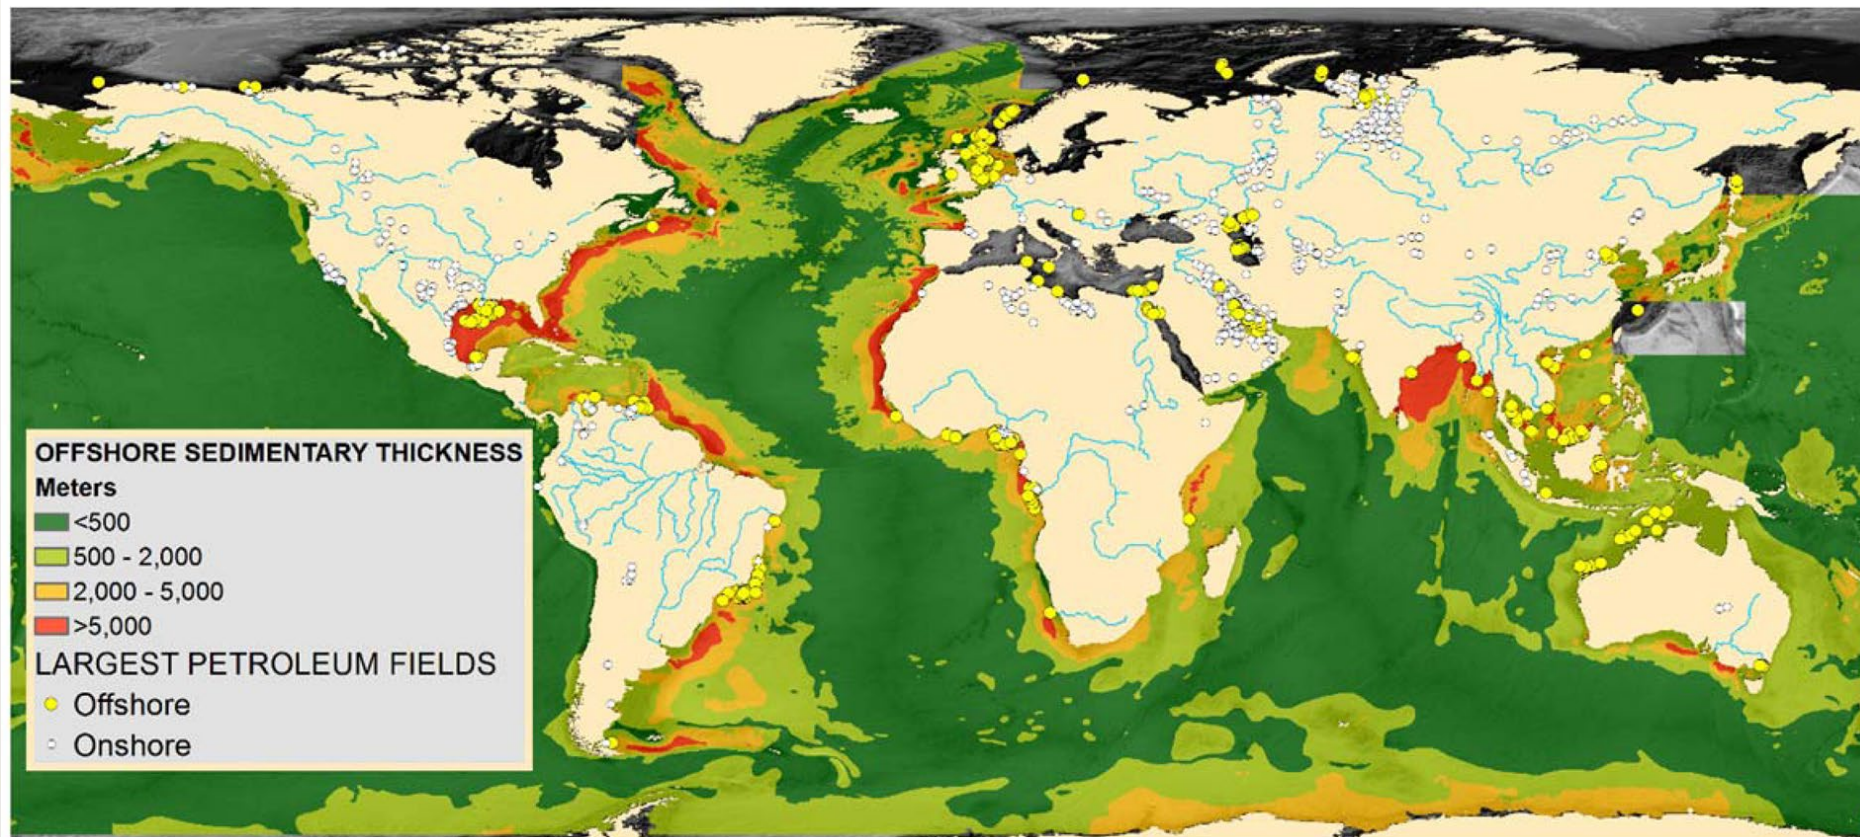 OFFSHORE SEDIMENTARY THICKNESS
Meters
<500
500 - 2,000
2,000 - 5,000
>5,000
LARGEST PETROLEUM FIELDS
Offshore
Onshore